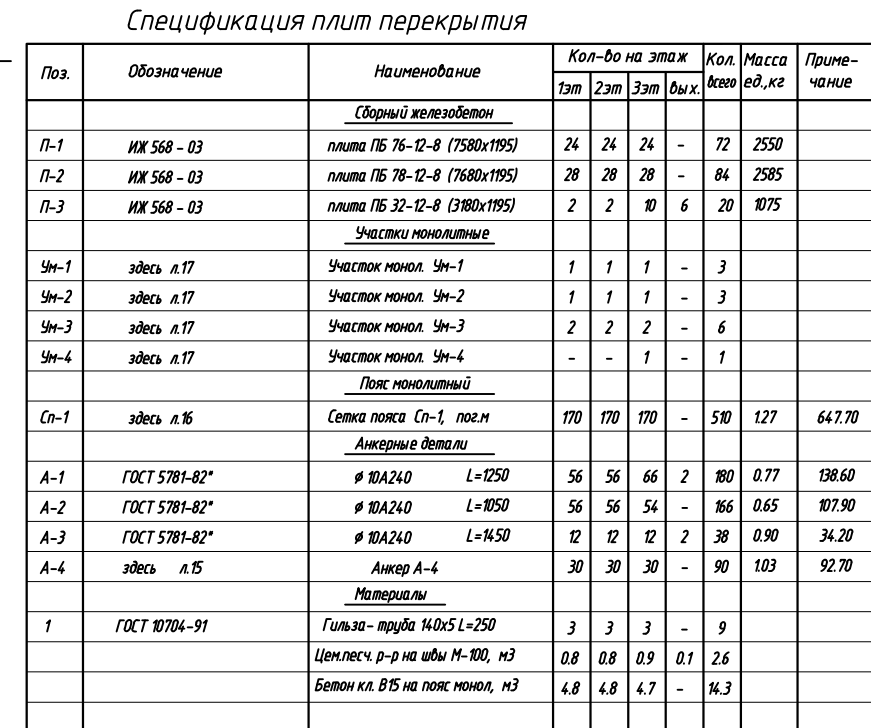 Спецификация плит перекрытия
Поз. Обозначение Наименование Кол-во на этаж Кол. всего Масса ед.,кг Приме-чание
1эт 2эт 3эт вых.
Сборный железобетон
П-1 ИЖ 568 - 03 плита ПБ 76-12-8 (7580х1195) 24 24 24 - 72 2550
П-2 ИЖ 568 - 03 плита ПБ 78-12-8 (7680х1195) 28 28 28 - 84 2585
П-3 ИЖ 568 - 03 плита ПБ 32-12-8 (3180х1195) 2 2 10 6 20 1075
Участки монолитные
Ум-1 здесь л.17 Участок монол. Ум-1 1 1 1 - 3
Ум-2 здесь л.17 Участок монол. Ум-2 1 1 1 - 3
Ум-3 здесь л.17 Участок монол. Ум-3 2 2 2 - 6
Ум-4 здесь л.17 Участок монол. Ум-4 - - 1 - 1
Пояс монолитный
Сп-1 здесь л.16 Сетка пояса Сп-1, пог.м 170 170 170 - 510 1.27 647.70
Анкерные детали
А-1 ГОСТ 5781-82* ø 10А240 L=1250 56 56 66 2 180 0.77 138.60
А-2 ГОСТ 5781-82* ø 10А240 L=1050 56 56 54 - 166 0.65 107.90
А-3 ГОСТ 5781-82* ø 10А240 L=1450 12 12 12 2 38 0.90 34.20
А-4 здесь л.15 Анкер А-4 30 30 30 - 90 1.03 92.70
Материалы
1 ГОСТ 10704-91 Гильза- труба 140х5 L=250 3 3 3 - 9
Цем.песч. р-р на швы М-100, м3 0.8 0.8 0.9 0.1 2.6
Бетон кл. В15 на пояс монол, м3 4.8 4.8 4.7 - 14.3